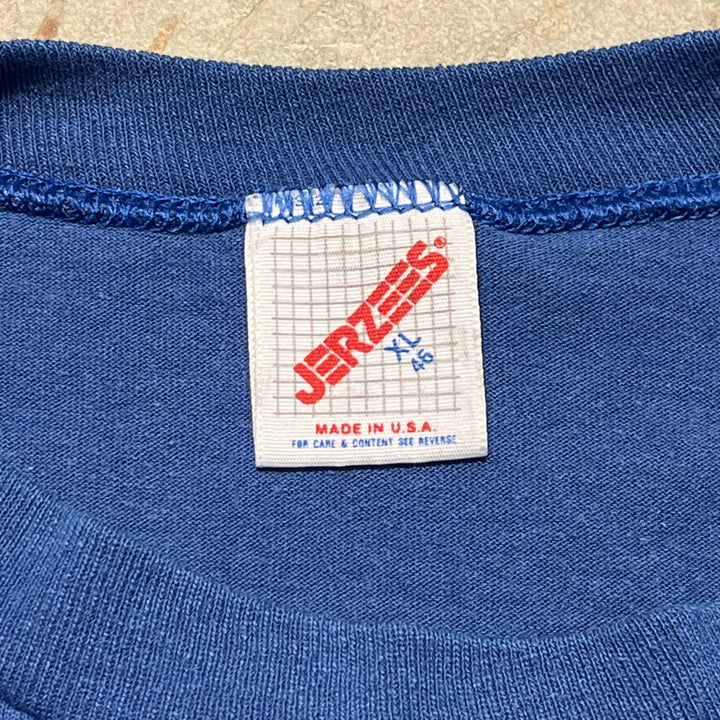 JERZEES®
XL
46
MADE IN U.S.A.
FOR CARE & CONTENT SEE REVERSE